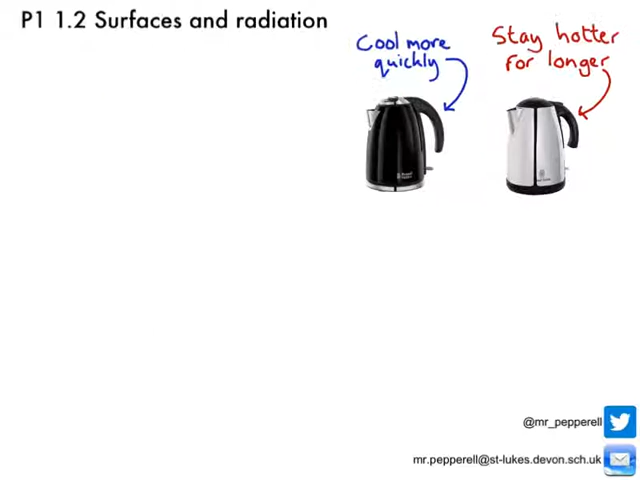 P1 1.2 Surfaces and radiation
Cool more
quickly
Stay hotter
for longer
@mr_pepperell
mr.pepperell@st-lukes.devon.sch.uk